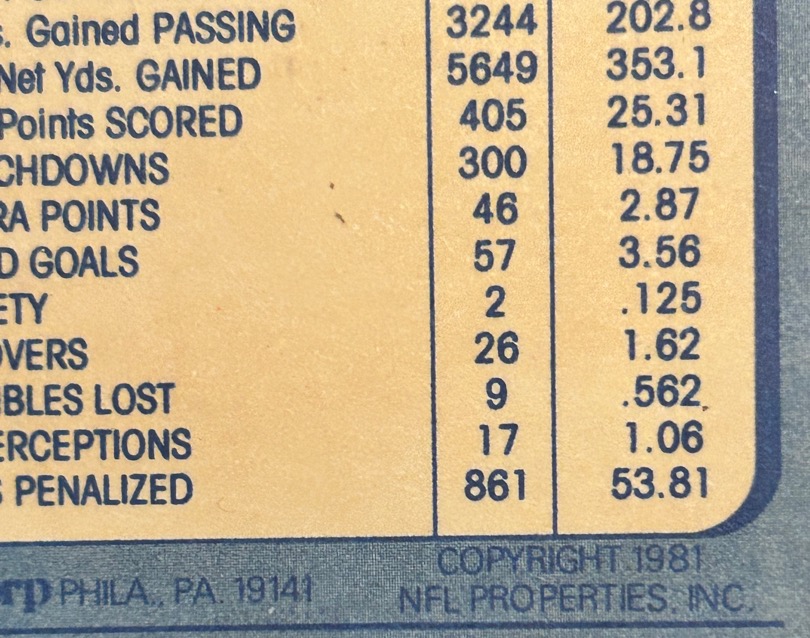 s. Gained PASSING 3244 202.8
Net Yds. GAINED 5649 353.1
Points SCORED 405 25.31
CHDOWNS 300 18.75
RA POINTS 46 2.87
D GOALS 57 3.56
ETY 2 .125
OVERS 26 1.62
BLES LOST 9 .562
ERCEPTIONS 17 1.06
S PENALIZED 861 53.81
COPYRIGHT 1981
rp PHILA., PA. 19141 NFL PROPERTIES, INC.